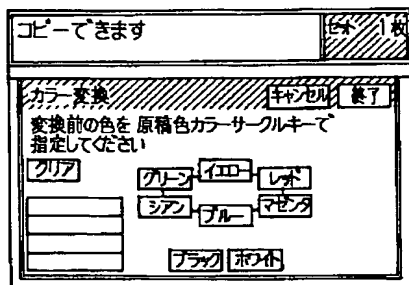 コピーできます
セット 1枚
カラー変換
キャンセル
終了
変換前の色を 原稿色カラーサークルキーで
指定してください
クリア
グリーン
イエロー
レッド
シアン
ブルー
マゼンタ
ブラック
ホワイト